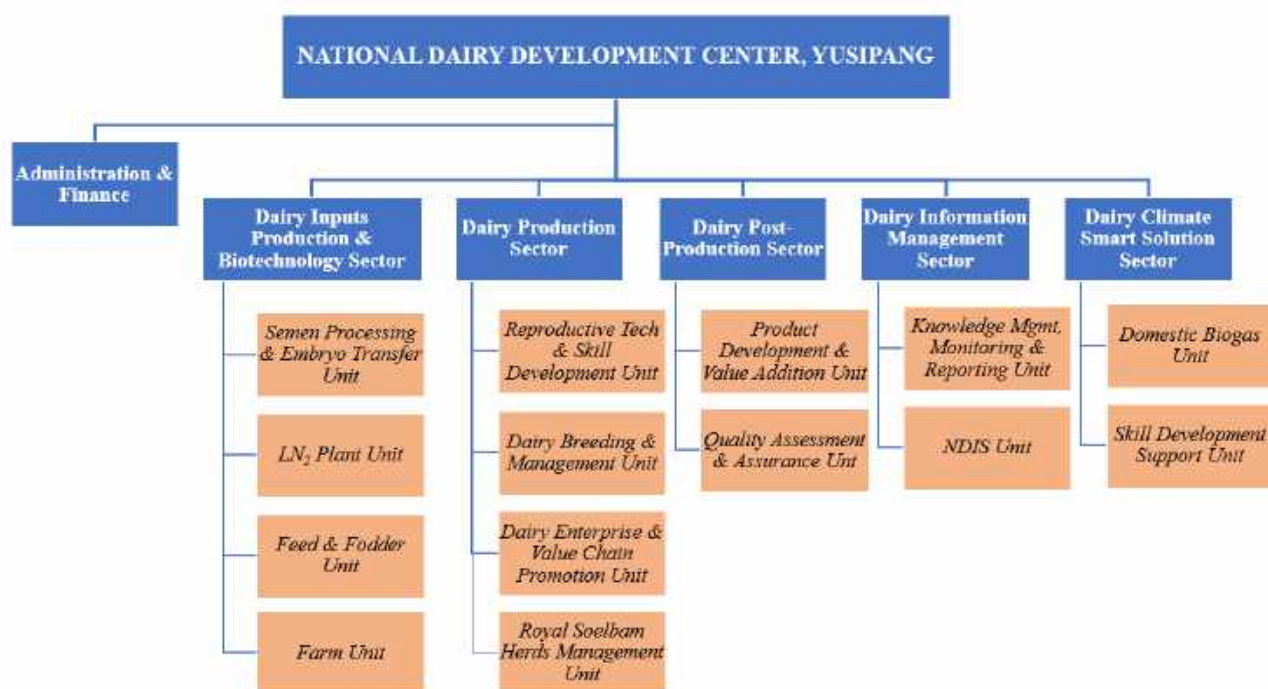 NATIONAL DAIRY DEVELOPMENT CENTER, YUSIPANG
Administration &
Finance
Dairy Inputs
Production &
Biotechnology Sector
Semen Processing
& Embryo Transfer
Unit
LN₂ Plant Unit
Feed & Fodder
Unit
Farm Unit
Dairy Production
Sector
Reproductive Tech
& Skill
Development Unit
Dairy Breeding &
Management Unit
Dairy Enterprise &
Value Chain
Promotion Unit
Royal Soelbam
Herds Management
Unit
Dairy Post-
Production Sector
Product
Development &
Value Addition Unit
Quality Assessment
& Assurance Unt
Dairy Information
Management
Sector
Knowledge Mgmt,
Monitoring &
Reporting Unit
NDIS Unit
Dairy Climate
Smart Solution
Sector
Domestic Biogas
Unit
Skill Development
Support Unit